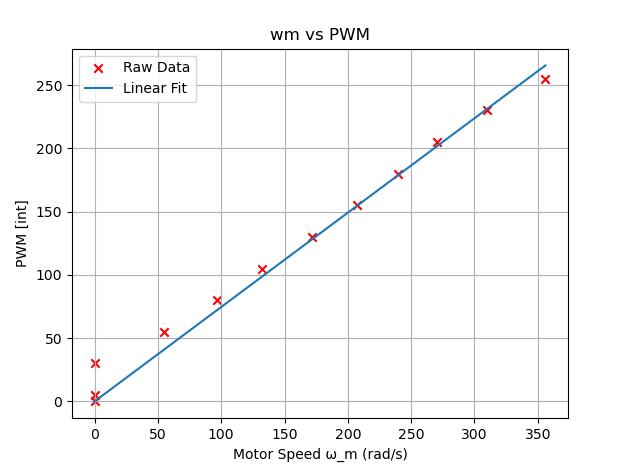 wm vs PWM
Raw Data
Linear Fit
PWM [int]
250
200
150
100
50
0
0 50 100 150 200 250 300 350
Motor Speed ω_m (rad/s)